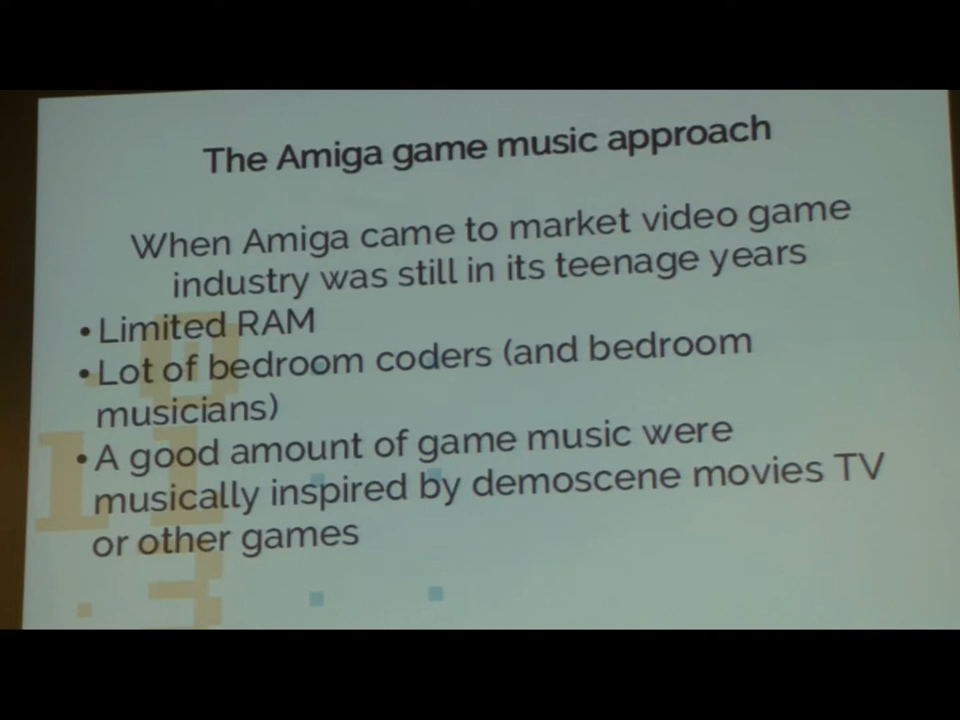 The Amiga game music approach
When Amiga came to market video game
industry was still in its teenage years
• Limited RAM
• Lot of bedroom coders (and bedroom
musicians)
• A good amount of game music were
musically inspired by demoscene movies TV
or other games